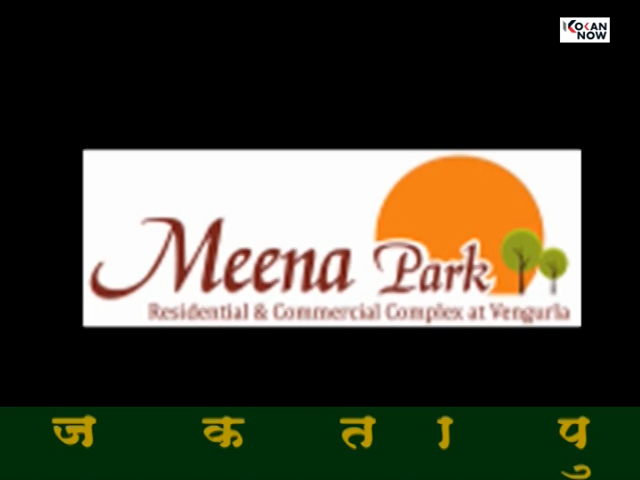 KOKAN
NOW
Meena Park
Residential & Commercial Complex at Vengurla
ज क त ा पु